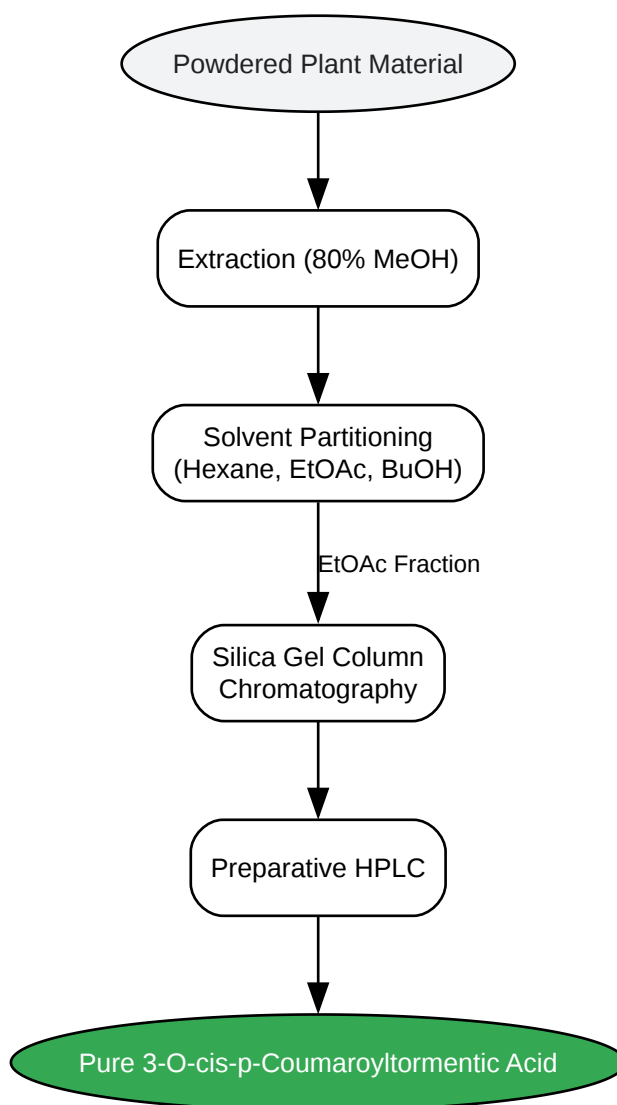 Powdered Plant Material
Extraction (80% MeOH)
Solvent Partitioning
(Hexane, EtOAc, BuOH)
EtOAc Fraction
Silica Gel Column
Chromatography
Preparative HPLC
Pure 3-O-cis-p-Coumaroyltormentic Acid